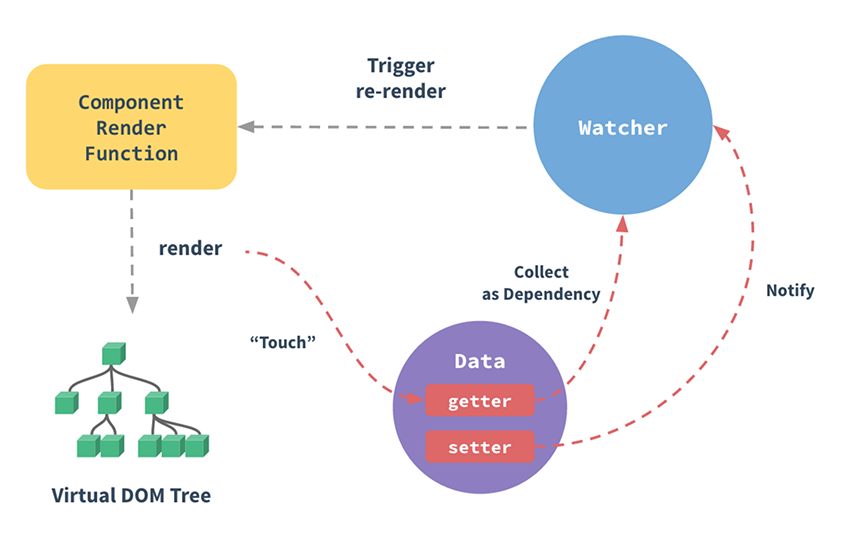 Trigger
re-render
Component
Render
Function
Watcher
render
Collect
as Dependency
Notify
“Touch”
Data
getter
setter
Virtual DOM Tree